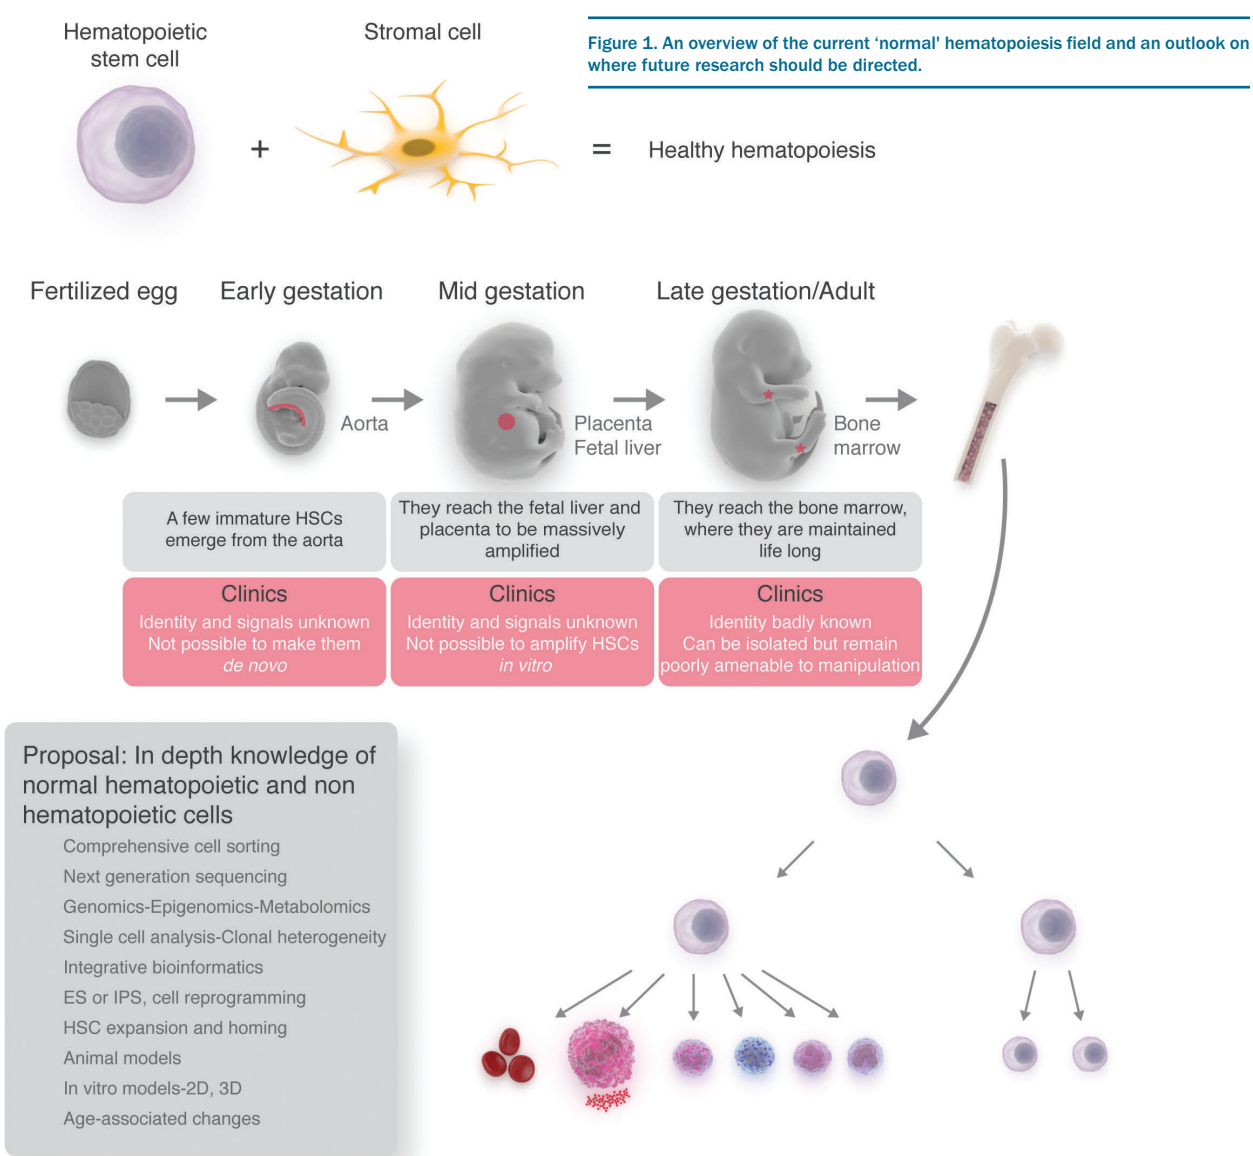 Hematopoietic
stem cell
Stromal cell
Figure 1. An overview of the current ‘normal' hematopoiesis field and an outlook on
where future research should be directed.
+
=
Healthy hematopoiesis
Fertilized egg
Early gestation
Mid gestation
Late gestation/Adult
Aorta
Placenta
Fetal liver
Bone
marrow
A few immature HSCs
emerge from the aorta
They reach the fetal liver and
placenta to be massively
amplified
They reach the bone marrow,
where they are maintained
life long
Clinics
Identity and signals unknown
Not possible to make them
de novo
Clinics
Identity and signals unknown
Not possible to amplify HSCs
in vitro
Clinics
Identity badly known
Can be isolated but remain
poorly amenable to manipulation
Proposal: In depth knowledge of
normal hematopoietic and non
hematopoietic cells
Comprehensive cell sorting
Next generation sequencing
Genomics-Epigenomics-Metabolomics
Single cell analysis-Clonal heterogeneity
Integrative bioinformatics
ES or IPS, cell reprogramming
HSC expansion and homing
Animal models
In vitro models-2D, 3D
Age-associated changes